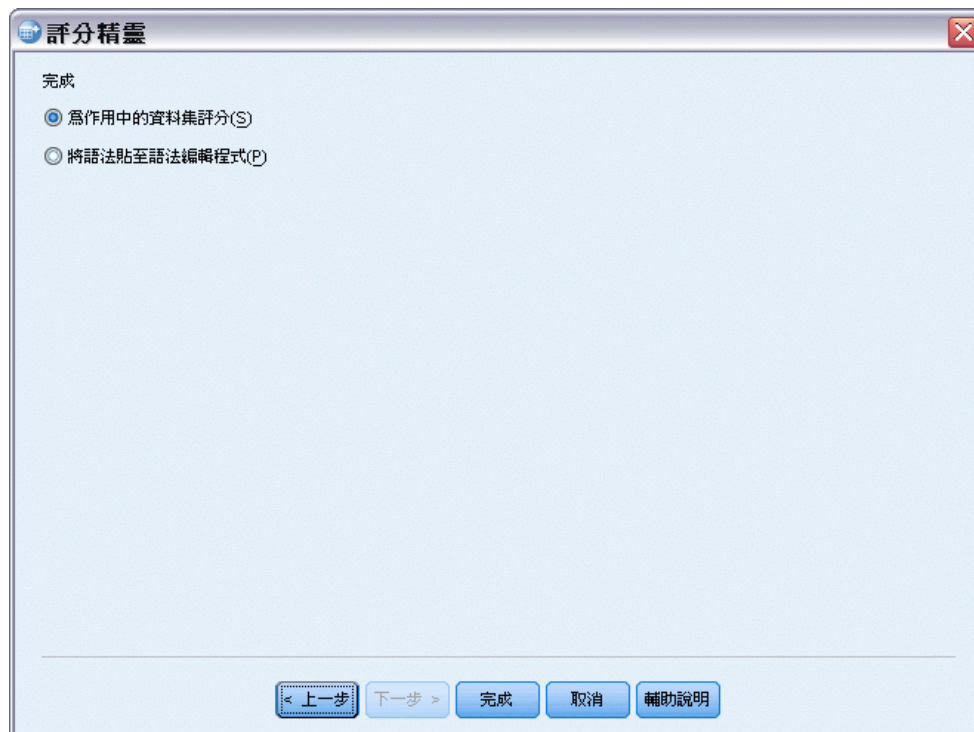 評分精靈
完成
為作用中的資料集評分(S)
將語法貼至語法編輯程式(P)
< 上一步 下一步 > 完成 取消 輔助說明